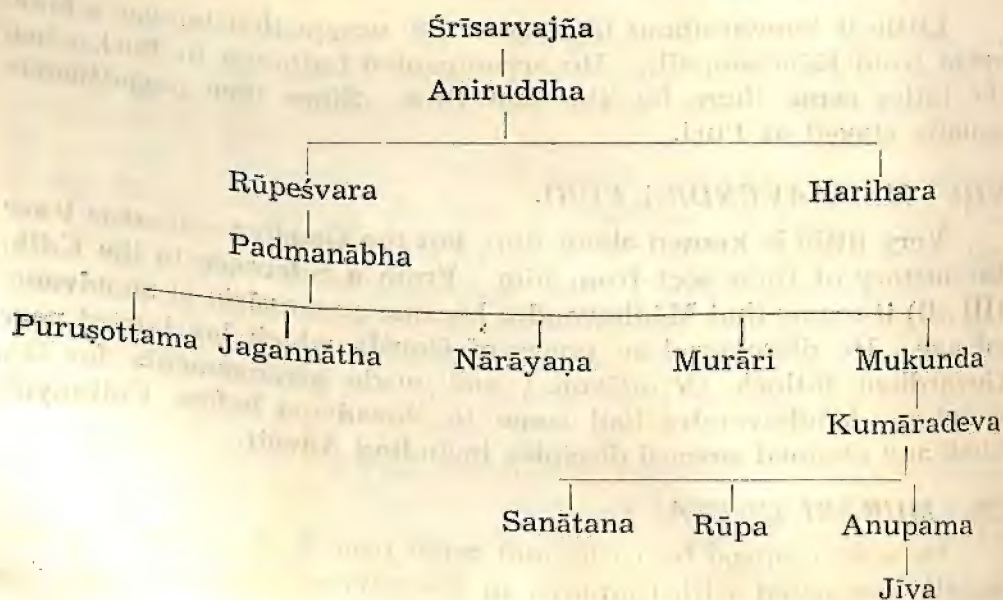 Śrīsarvajña
Aniruddha
Rūpeśvara Harihara
Padmanābha
Puruṣottama Jagannātha Nārāyaṇa Murāri Mukunda
Kumāradeva
Sanātana Rūpa Anupama
Jīva